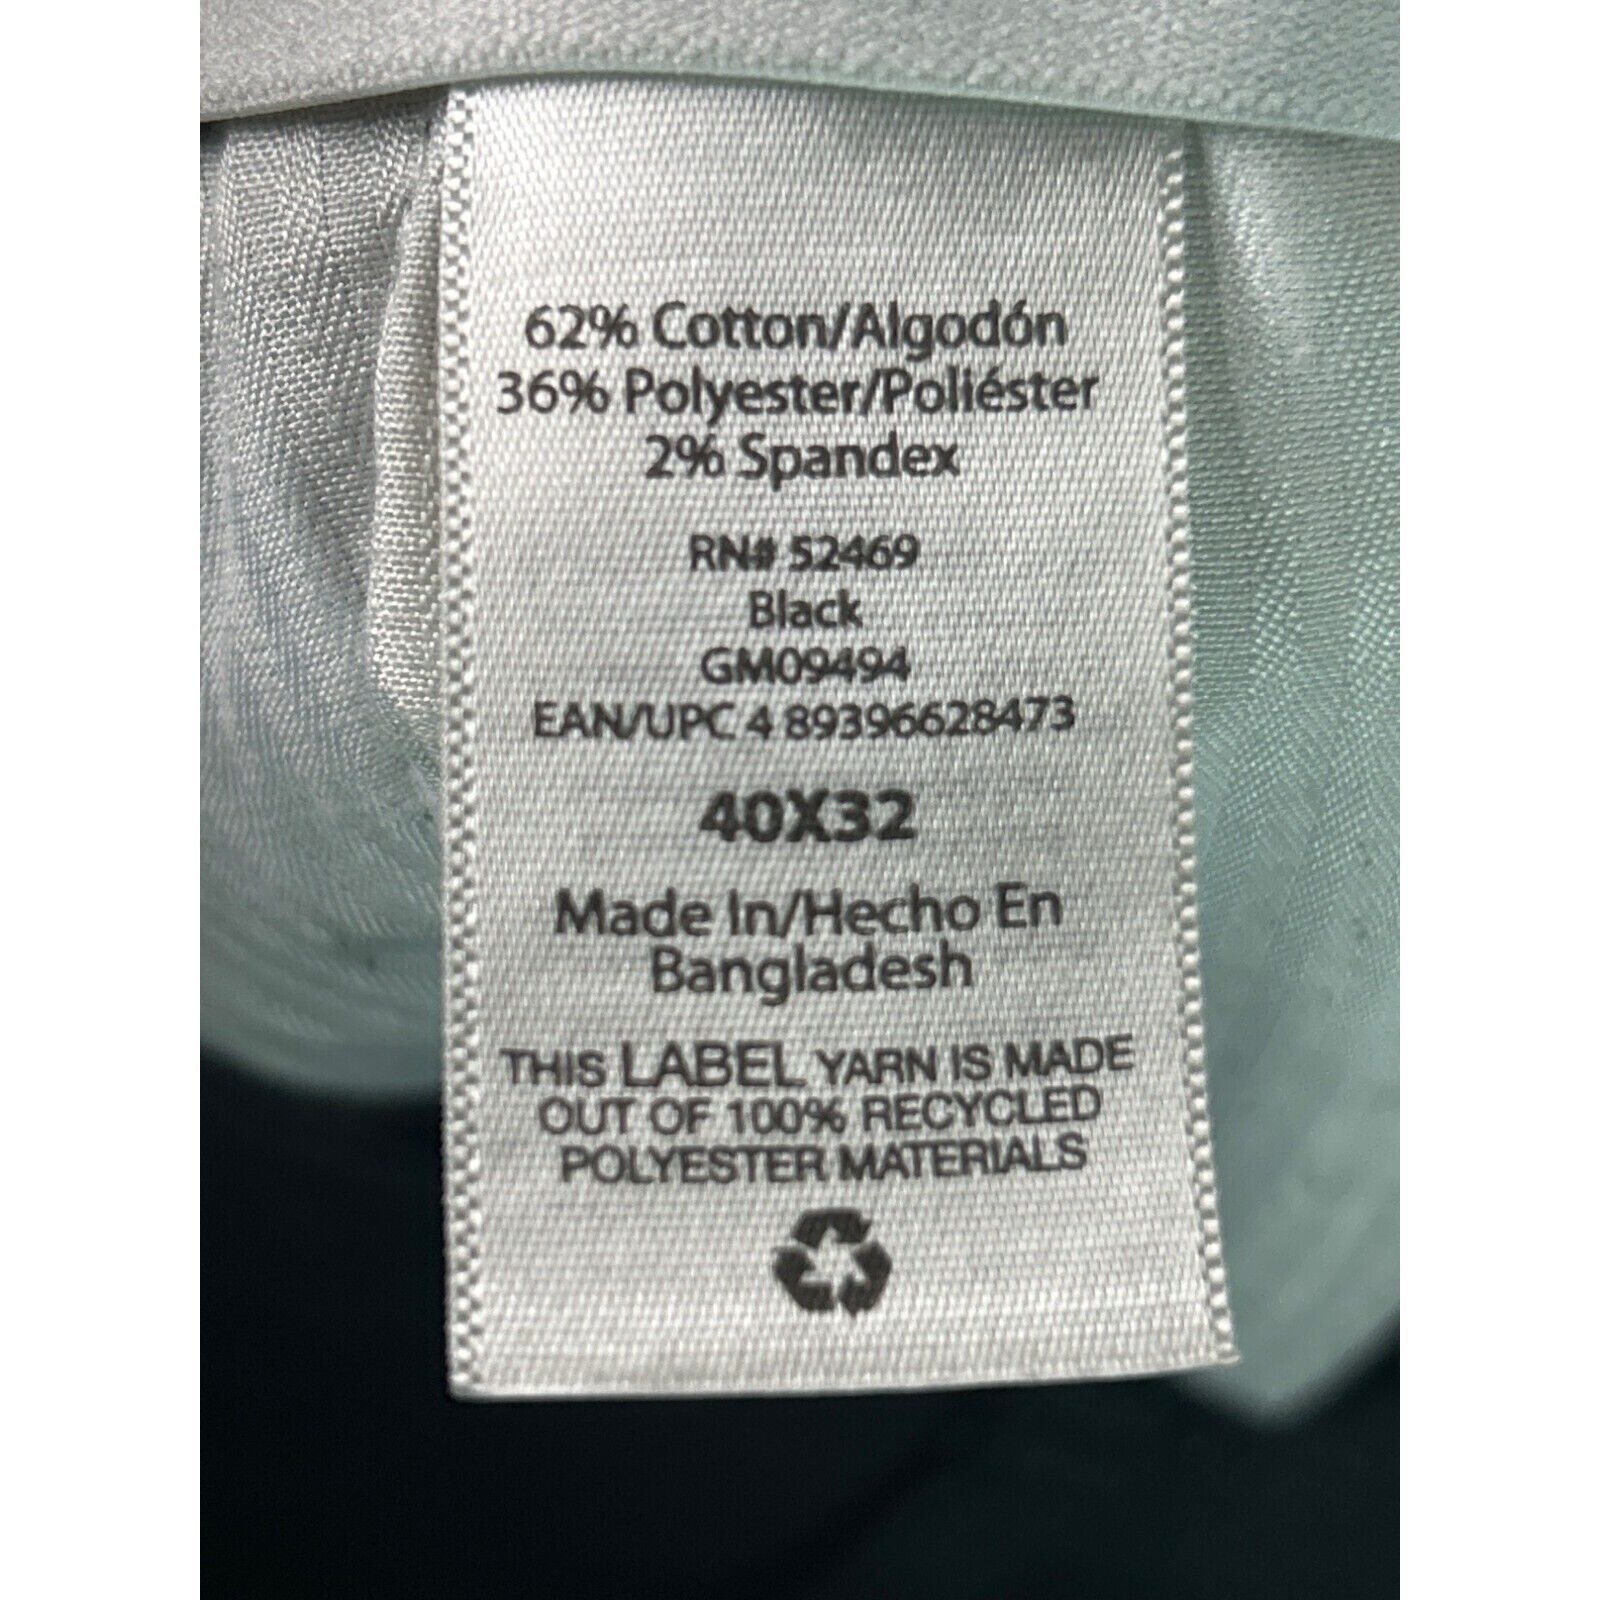 62% Cotton/Algodón
36% Polyester/Poliéster
2% Spandex
RN# 52469
Black
GM09494
EAN/UPC 4 89396628473
40X32
Made In/Hecho En
Bangladesh
THIS LABEL YARN IS MADE
OUT OF 100% RECYCLED
POLYESTER MATERIALS